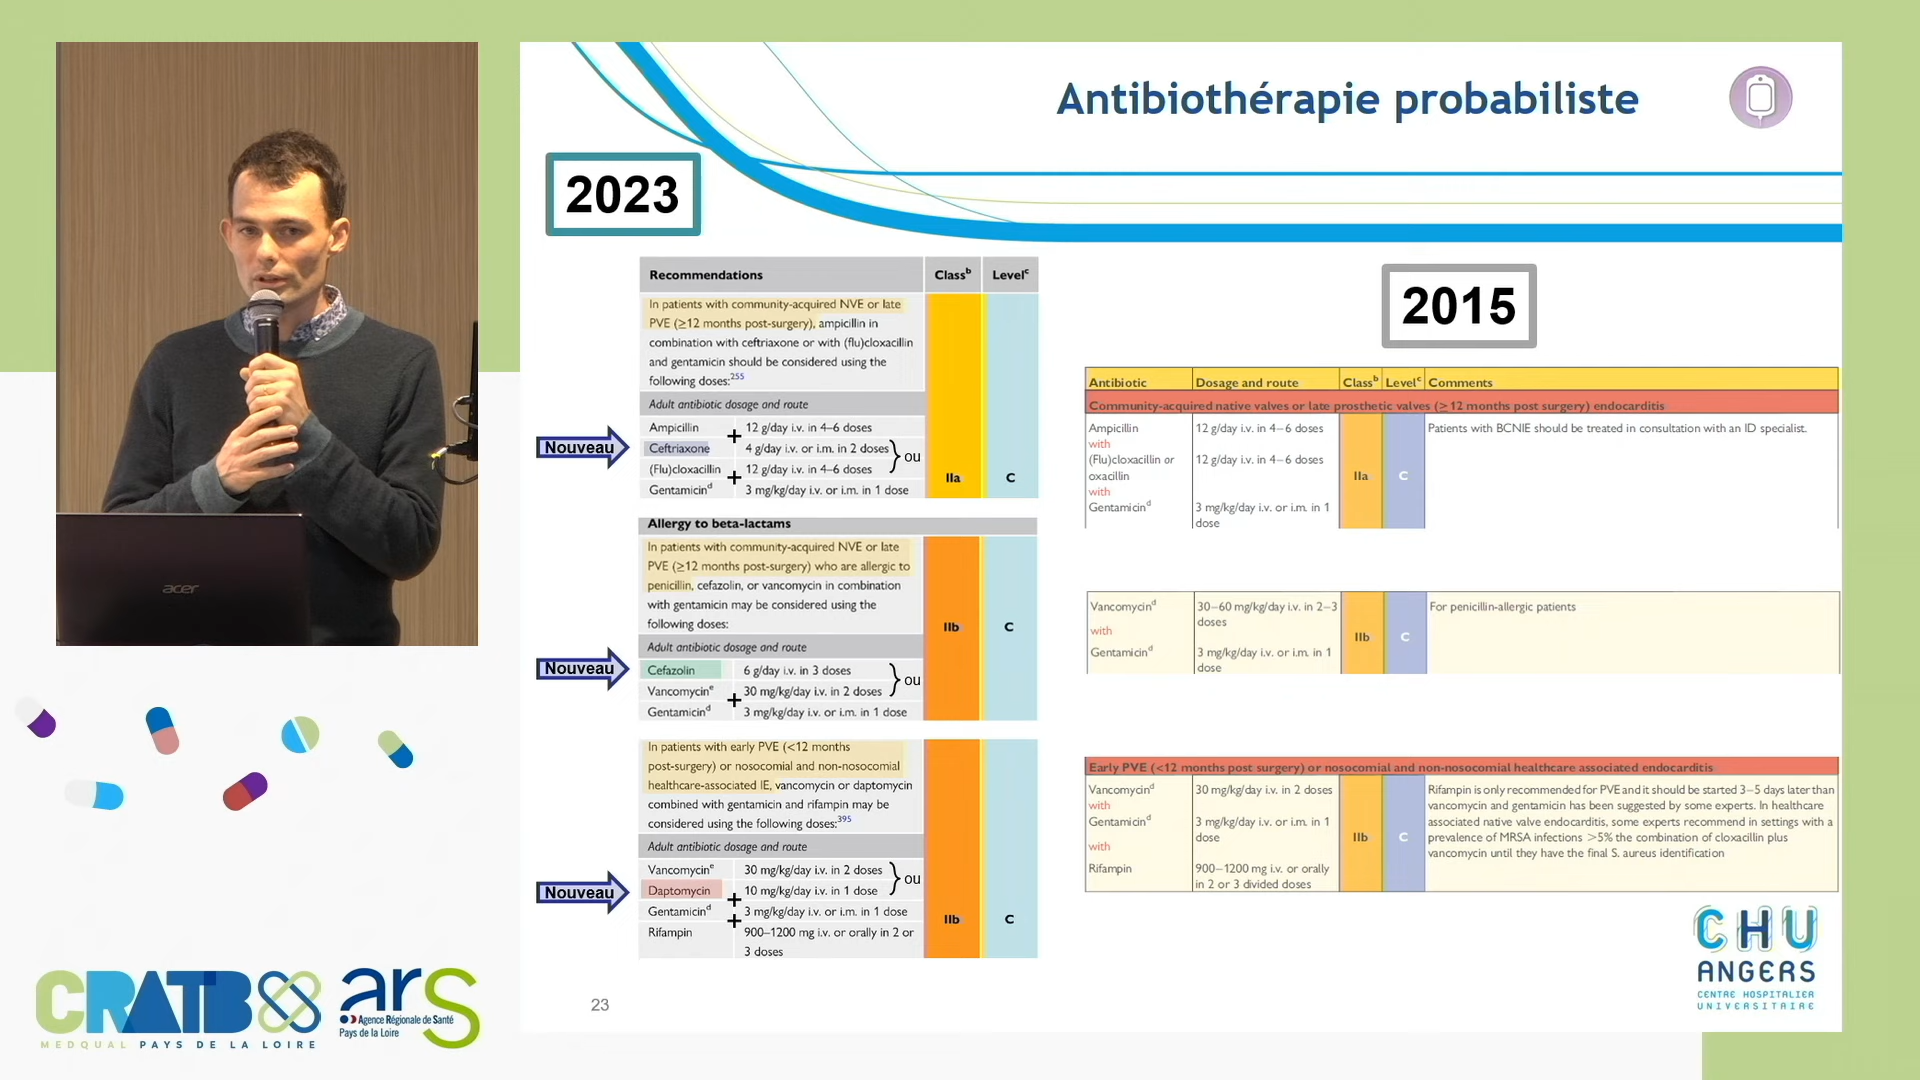 Antibiothérapie probabiliste
2023
Recommendations Classᵇ Levelᶜ
In patients with community-acquired NVE or late
PVE (≥12 months post-surgery), ampicillin in
combination with ceftriaxone or with (flu)cloxacillin
and gentamicin should be considered using the
following doses:²⁵⁵
Adult antibiotic dosage and route
Ampicillin + 12 g/day i.v. in 4–6 doses
Nouveau Ceftriaxone 4 g/day i.v. or i.m. in 2 doses } ou
(Flu)cloxacillin + 12 g/day i.v. in 4–6 doses
Gentamicinᵈ 3 mg/kg/day i.v. or i.m. in 1 dose
IIa C
Allergy to beta-lactams
In patients with community-acquired NVE or late
PVE (≥12 months post-surgery) who are allergic to
penicillin, cefazolin, or vancomycin in combination
with gentamicin may be considered using the
following doses:
IIb C
Adult antibiotic dosage and route
Nouveau Cefazolin 6 g/day i.v. in 3 doses } ou
Vancomycinᵉ + 30 mg/kg/day i.v. in 2 doses
Gentamicinᵈ 3 mg/kg/day i.v. or i.m. in 1 dose
In patients with early PVE (<12 months
post-surgery) or nosocomial and non-nosocomial
healthcare-associated IE, vancomycin or daptomycin
combined with gentamicin and rifampin may be
considered using the following doses:³⁹⁵
Adult antibiotic dosage and route
Vancomycinᵉ 30 mg/kg/day i.v. in 2 doses } ou
Nouveau Daptomycin + 10 mg/kg/day i.v. in 1 dose
Gentamicinᵈ + 3 mg/kg/day i.v. or i.m. in 1 dose
Rifampin 900–1200 mg i.v. or orally in 2 or
3 doses
IIb C
2015
Antibiotic Dosage and route Classᵇ Levelᶜ Comments
Community-acquired native valves or late prosthetic valves (≥ 12 months post surgery) endocarditis
Ampicillin 12 g/day i.v. in 4–6 doses Patients with BCNIE should be treated in consultation with an ID specialist.
with
(Flu)cloxacillin or 12 g/day i.v. in 4–6 doses
oxacillin IIa C
with
Gentamicinᵈ 3 mg/kg/day i.v. or i.m. in 1
dose
Vancomycinᵈ 30–60 mg/kg/day i.v. in 2–3 For penicillin-allergic patients
doses
with IIb C
Gentamicinᵈ 3 mg/kg/day i.v. or i.m. in 1
dose
Early PVE (<12 months post surgery) or nosocomial and non-nosocomial healthcare associated endocarditis
Vancomycinᵈ 30 mg/kg/day i.v. in 2 doses Rifampin is only recommended for PVE and it should be started 3–5 days later than
with vancomycin and gentamicin has been suggested by some experts. In healthcare
Gentamicinᵈ 3 mg/kg/day i.v. or i.m. in 1 associated native valve endocarditis, some experts recommend in settings with a
dose IIb C prevalence of MRSA infections >5% the combination of cloxacillin plus
with vancomycin until they have the final S. aureus identification
Rifampin 900–1200 mg i.v. or orally
in 2 or 3 divided doses
CHU
ANGERS
CENTRE HOSPITALIER
UNIVERSITAIRE
23
acer
CRATB
MEDQUAL PAYS DE LA LOIRE
ars
Agence Régionale de Santé
Pays de la Loire